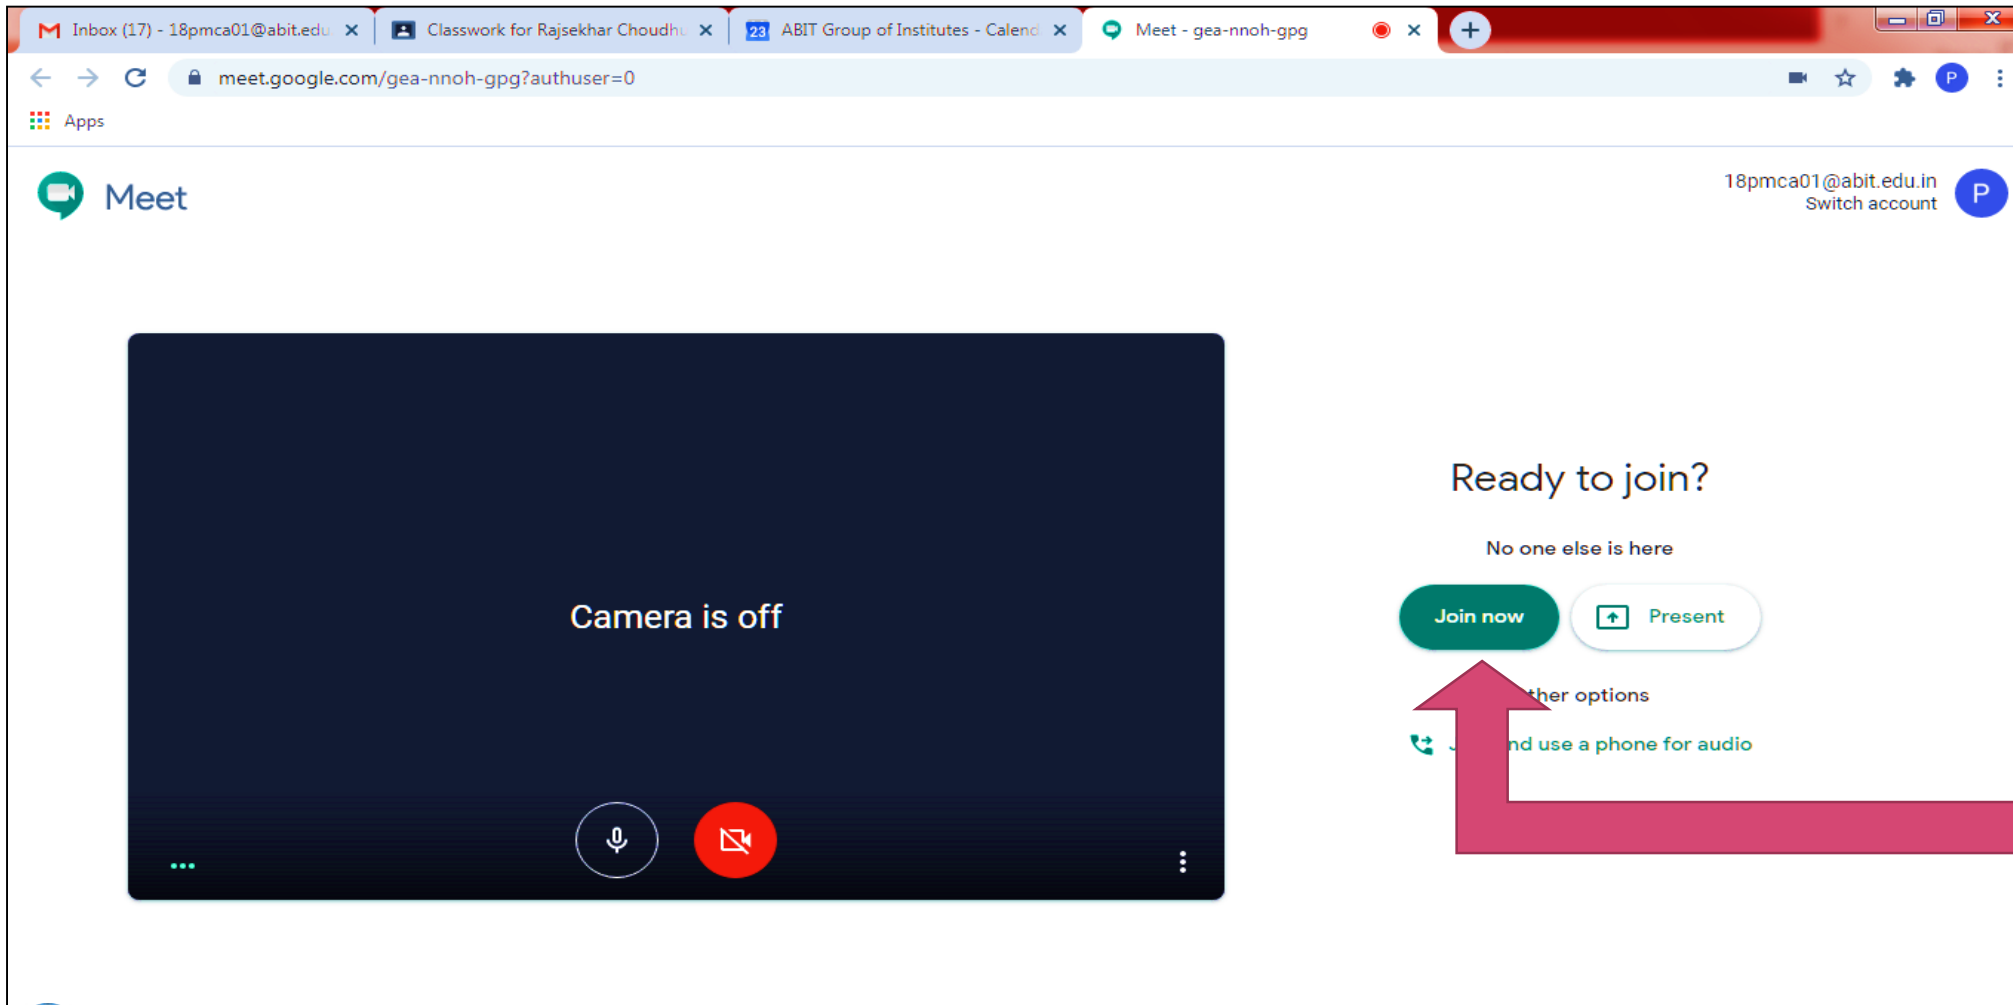 Inbox (17) - 18pmca01@abit.edu
Classwork for Rajsekhar Choudhu
23 ABIT Group of Institutes - Calend
Meet - gea-nnoh-gpg
meet.google.com/gea-nnoh-gpg?authuser=0
P
Apps
Meet
18pmca01@abit.edu.in
Switch account
P
Ready to join?
No one else is here
Camera is off
Join now
Present
ther options
nd use a phone for audio